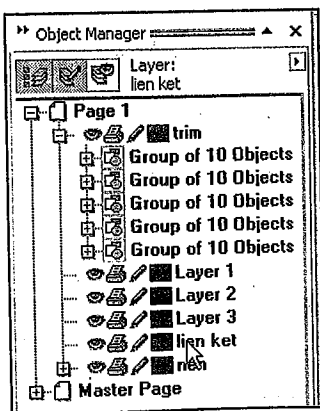 Object Manager
Layer:
lien ket
Page 1
trim
Group of 10 Objects
Group of 10 Objects
Group of 10 Objects
Group of 10 Objects
Group of 10 Objects
Layer 1
Layer 2
Layer 3
lien ket
nen
Master Page